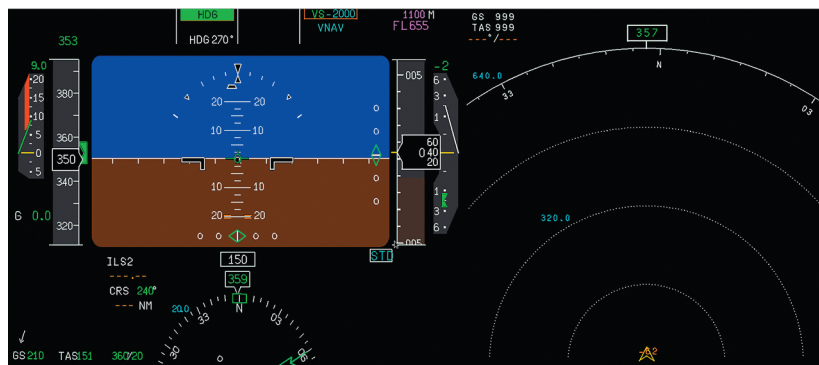 HDG
HDG 270°
VS-2000
VNAV
1100 M
FL655
GS 999
TAS 999
---°/---
357
353
9.0
20
15
10
5
0
5
380
360
350
340
320
20 20
10 10
10 10
20 20
005
60
0 40
20
005
-2
6
3
1
1
3
6
640.0
33
N
03
320.0
G 0.0
ILS2
---.--
CRS 240°
--- NM
150
359
STD
20.0
33
N
03
30
GS 210
TAS 151
360/20